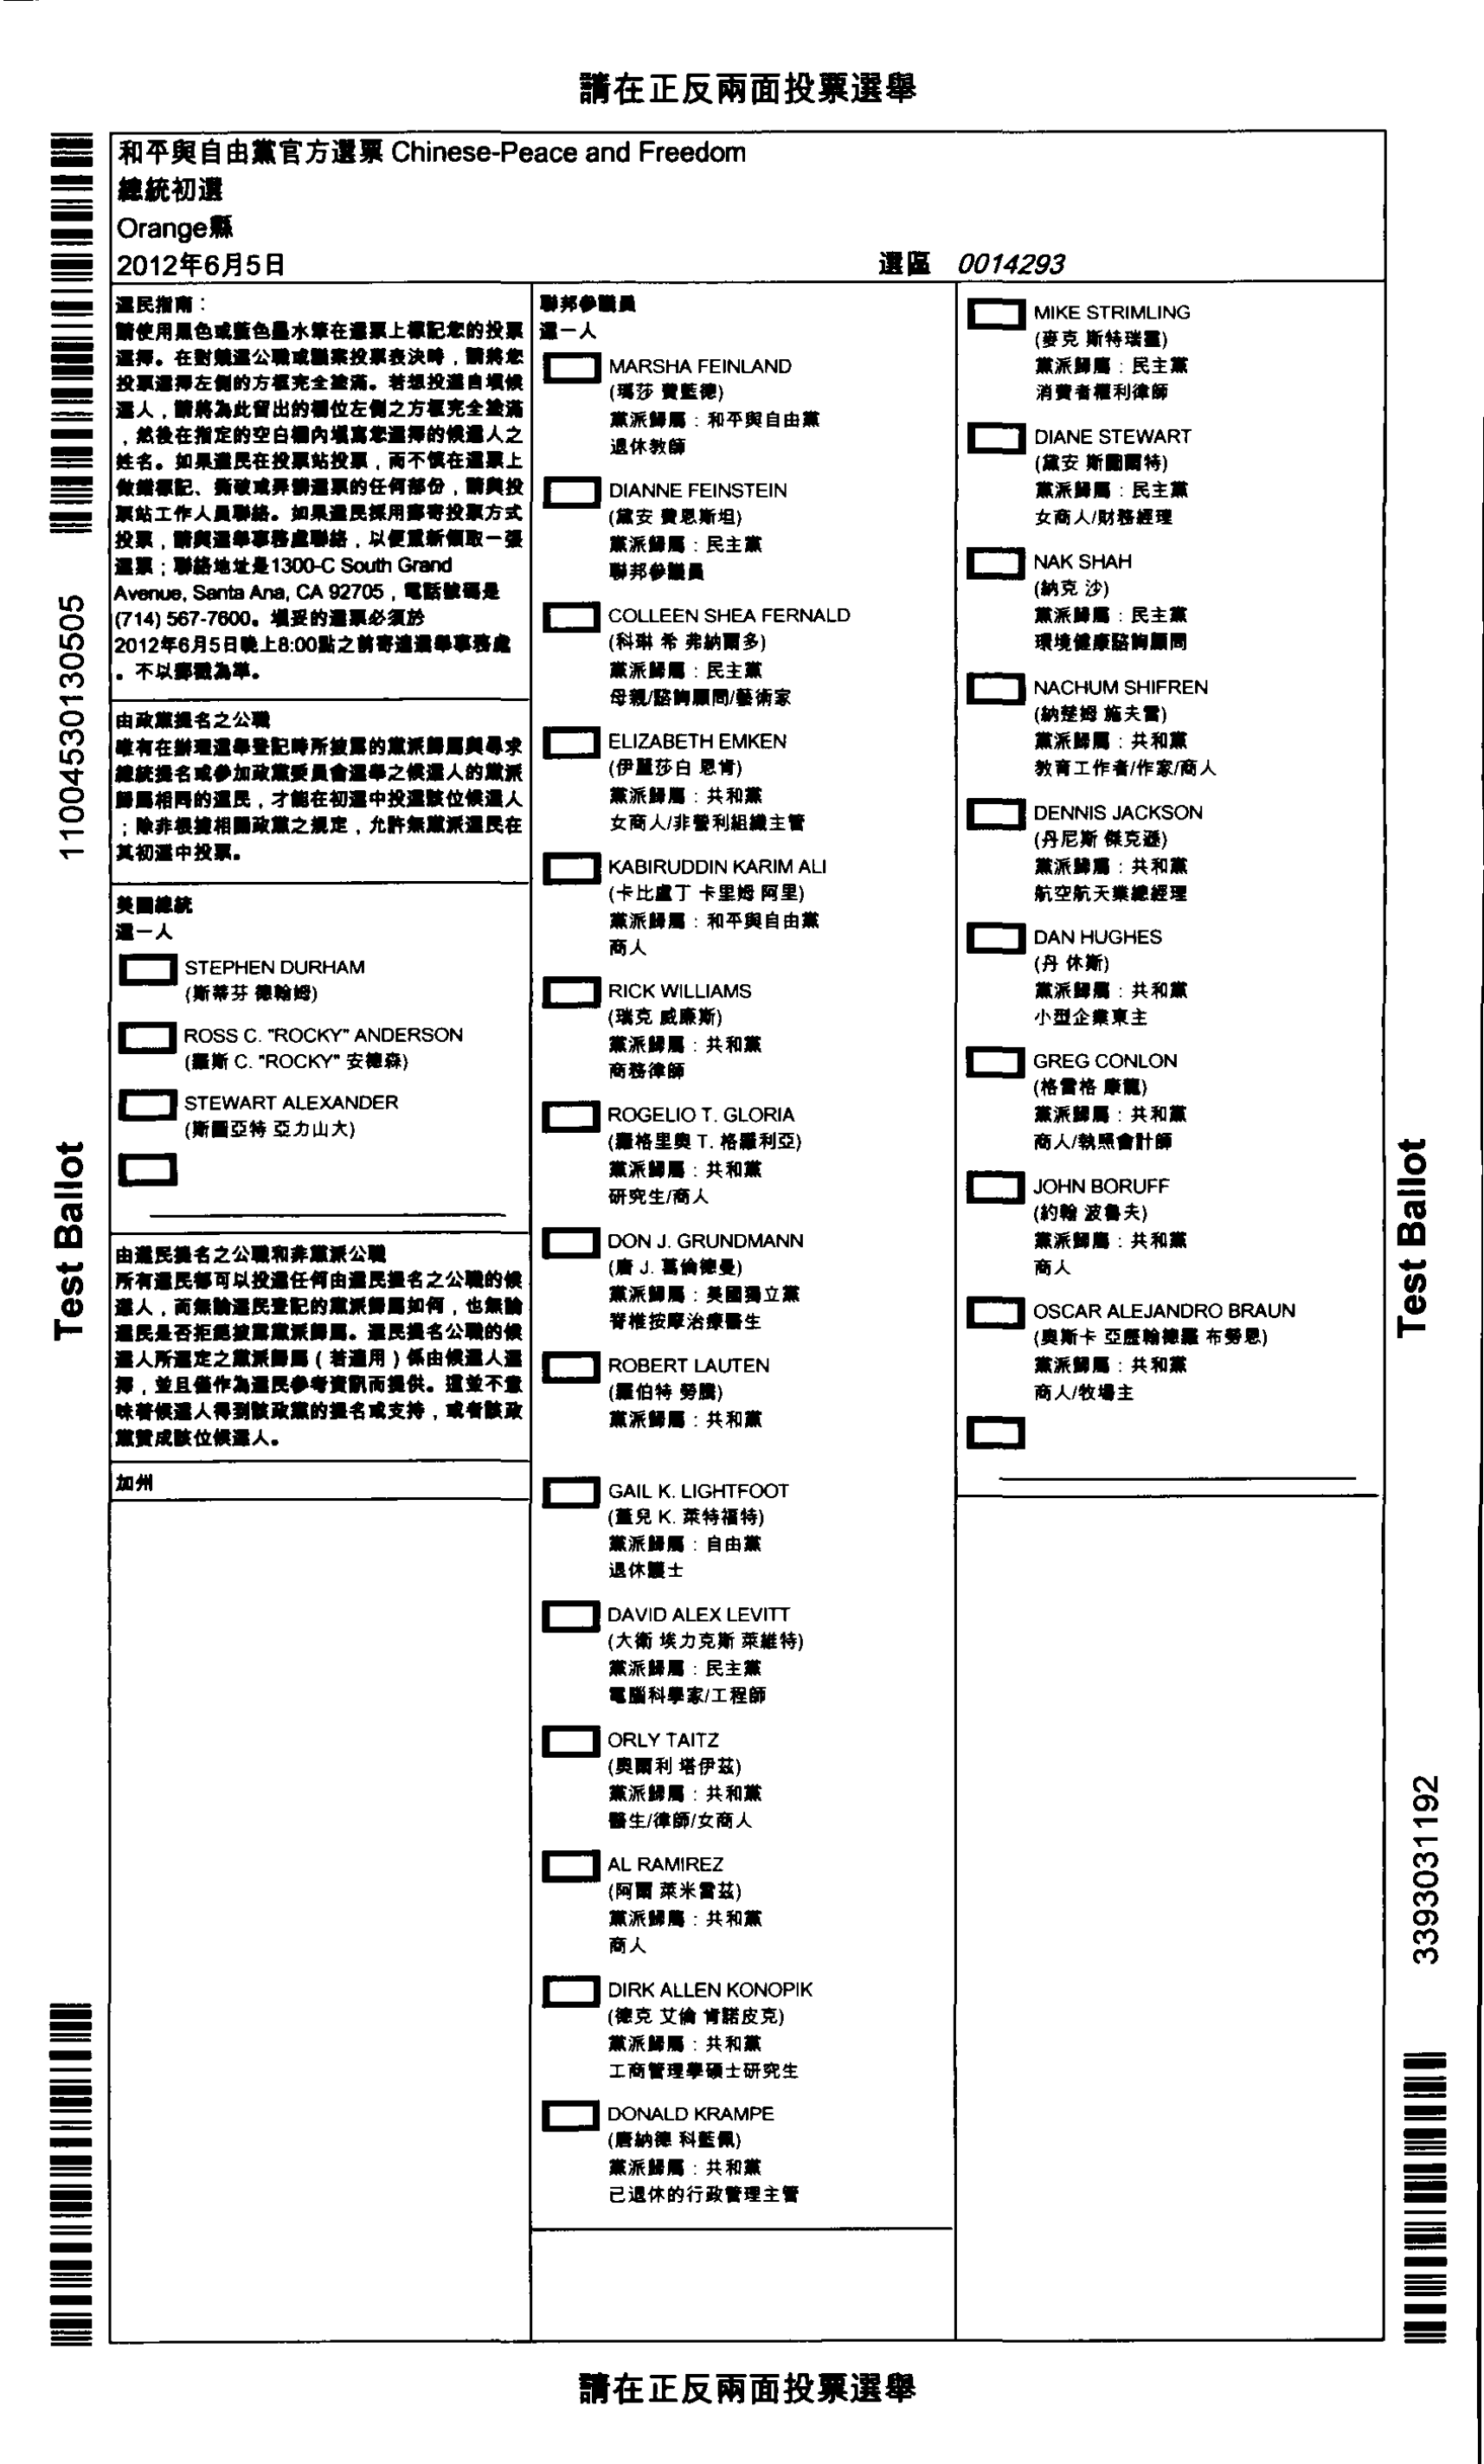 請在正反兩面投票選舉
和平與自由黨官方選票 Chinese-Peace and Freedom
總統初選
Orange縣
2012年6月5日
選區 0014293
選民指南：
請使用黑色或藍色墨水筆在選票上標記您的投票
選擇。在對競選公職或議案投票表決時，請將您
投票選擇左側的方框完全塗滿。若想投選自填候
選人，請將為此留出的欄位左側之方框完全塗滿
，然後在指定的空白欄內填寫您選擇的候選人之
姓名。如果選民在投票站投票，而不慎在選票上
做錯標記、撕破或弄髒選票的任何部份，請與投
票站工作人員聯絡。如果選民採用郵寄投票方式
投票，請與選舉事務處聯絡，以便重新領取一張
選票；聯絡地址是1300-C South Grand
Avenue, Santa Ana, CA 92705，電話號碼是
(714) 567-7600。填妥的選票必須於
2012年6月5日晚上8:00點之前寄達選舉事務處
。不以郵戳為準。
由政黨提名之公職
唯有在辦理選舉登記時所披露的黨派歸屬與尋求
總統提名或參加政黨委員會選舉之候選人的黨派
歸屬相同的選民，才能在初選中投選該位候選人
；除非根據相關政黨之規定，允許無黨派選民在
其初選中投票。
美國總統
選一人
STEPHEN DURHAM
(斯蒂芬 德翰姆)
ROSS C. "ROCKY" ANDERSON
(羅斯 C. "ROCKY" 安德森)
STEWART ALEXANDER
(斯圖亞特 亞力山大)
由選民提名之公職和非黨派公職
所有選民都可以投選任何由選民提名之公職的候
選人，而無論選民登記的黨派歸屬如何，也無論
選民是否拒絕披露黨派歸屬。選民提名公職的候
選人所選定之黨派歸屬（若適用）係由候選人選
擇，並且僅作為選民參考資訊而提供。這並不意
味著候選人得到該政黨的提名或支持，或者該政
黨贊成該位候選人。
加州
聯邦參議員
選一人
MARSHA FEINLAND
(瑪莎 費藍德)
黨派歸屬：和平與自由黨
退休教師
DIANNE FEINSTEIN
(黛安 費恩斯坦)
黨派歸屬：民主黨
聯邦參議員
COLLEEN SHEA FERNALD
(科琳 希 弗納爾多)
黨派歸屬：民主黨
母親/諮詢顧問/藝術家
ELIZABETH EMKEN
(伊麗莎白 恩肯)
黨派歸屬：共和黨
女商人/非營利組織主管
KABIRUDDIN KARIM ALI
(卡比盧丁 卡里姆 阿里)
黨派歸屬：和平與自由黨
商人
RICK WILLIAMS
(瑞克 威廉斯)
黨派歸屬：共和黨
商務律師
ROGELIO T. GLORIA
(羅格里奧 T. 格羅利亞)
黨派歸屬：共和黨
研究生/商人
DON J. GRUNDMANN
(唐 J. 葛倫德曼)
黨派歸屬：美國獨立黨
脊椎按摩治療醫生
ROBERT LAUTEN
(羅伯特 勞騰)
黨派歸屬：共和黨
GAIL K. LIGHTFOOT
(蓋兒 K. 萊特福特)
黨派歸屬：自由黨
退休護士
DAVID ALEX LEVITT
(大衛 埃力克斯 萊維特)
黨派歸屬：民主黨
電腦科學家/工程師
ORLY TAITZ
(奧爾利 塔伊茲)
黨派歸屬：共和黨
醫生/律師/女商人
AL RAMIREZ
(阿爾 萊米雷茲)
黨派歸屬：共和黨
商人
DIRK ALLEN KONOPIK
(德克 艾倫 肯諾皮克)
黨派歸屬：共和黨
工商管理學碩士研究生
DONALD KRAMPE
(唐納德 科藍佩)
黨派歸屬：共和黨
已退休的行政管理主管
MIKE STRIMLING
(麥克 斯特瑞靈)
黨派歸屬：民主黨
消費者權利律師
DIANE STEWART
(黛安 斯圖爾特)
黨派歸屬：民主黨
女商人/財務經理
NAK SHAH
(納克 沙)
黨派歸屬：民主黨
環境健康諮詢顧問
NACHUM SHIFREN
(納楚姆 施夫雷)
黨派歸屬：共和黨
教育工作者/作家/商人
DENNIS JACKSON
(丹尼斯 傑克遜)
黨派歸屬：共和黨
航空航天業總經理
DAN HUGHES
(丹 休斯)
黨派歸屬：共和黨
小型企業東主
GREG CONLON
(格雷格 康龍)
黨派歸屬：共和黨
商人/執照會計師
JOHN BORUFF
(約翰 波魯夫)
黨派歸屬：共和黨
商人
OSCAR ALEJANDRO BRAUN
(奧斯卡 亞歷翰德羅 布勞恩)
黨派歸屬：共和黨
商人/牧場主
11004530130505
Test Ballot
Test Ballot
3393031192
請在正反兩面投票選舉